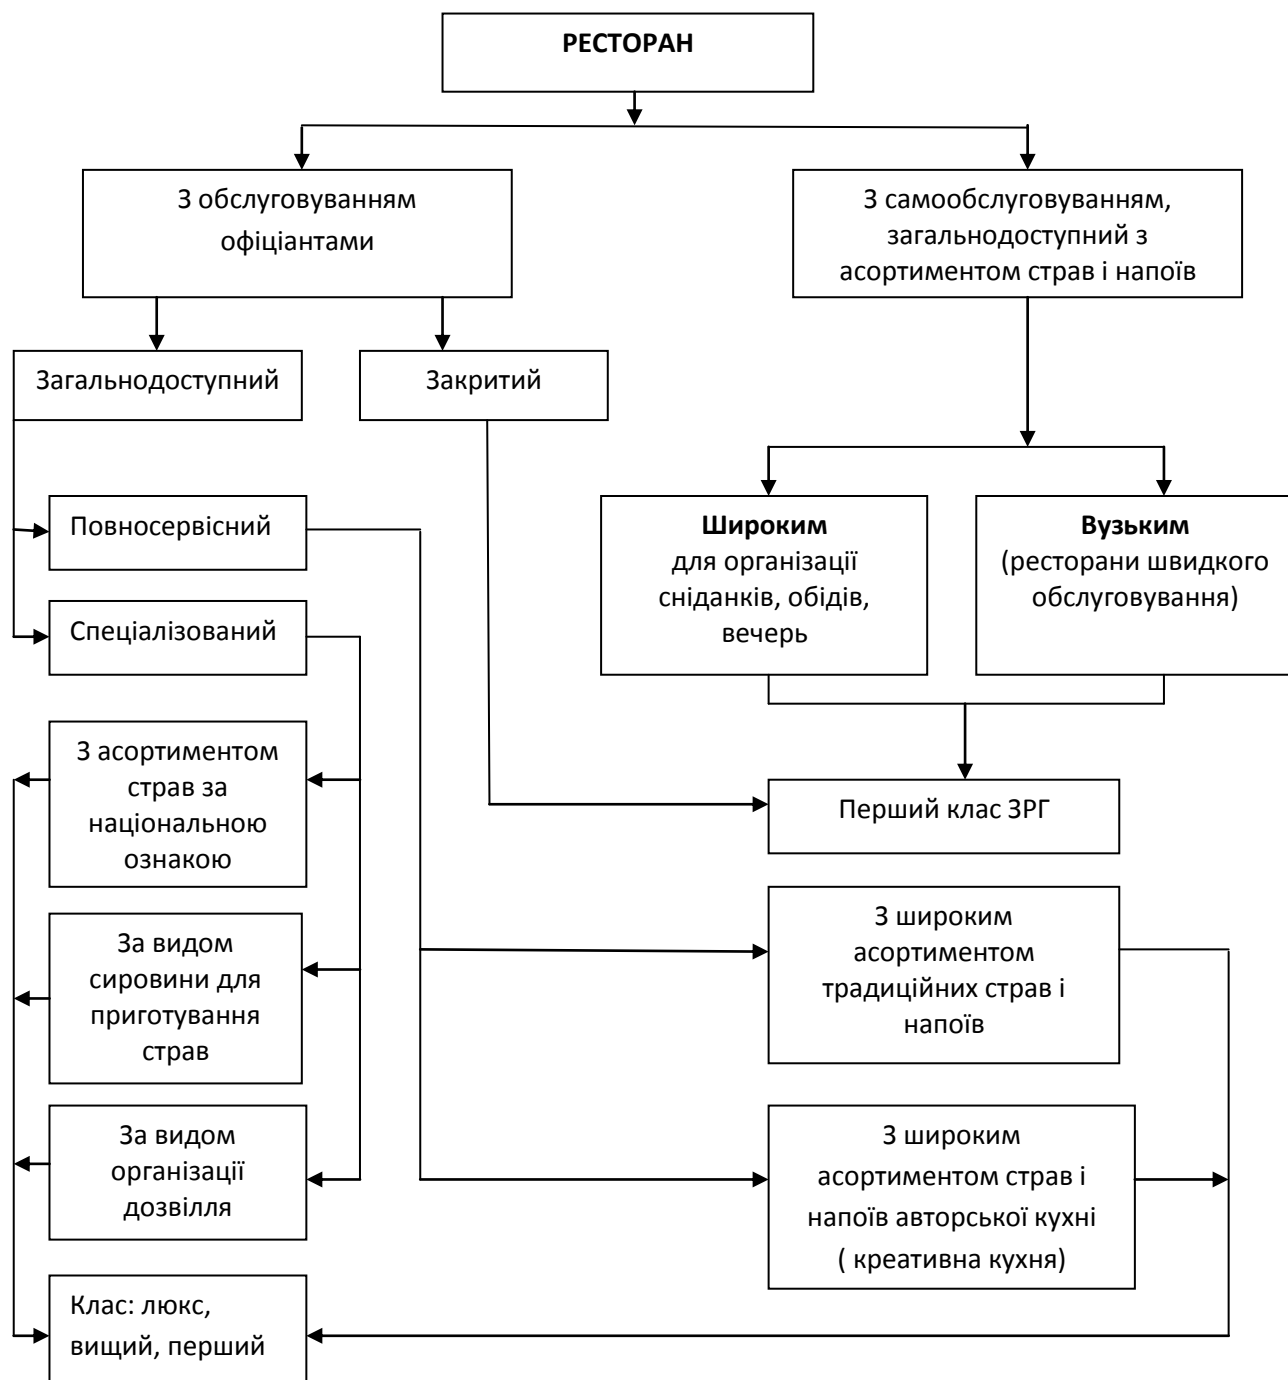 РЕСТОРАН
З обслуговуванням
офіціантами
З самообслуговуванням,
загальнодоступний з
асортиментом страв і напоїв
Загальнодоступний
Закритий
Повносервісний
Спеціалізований
Широким
для організації
сніданків, обідів,
вечерь
Вузьким
(ресторани швидкого
обслуговування)
З асортиментом
страв за
національною
ознакою
Перший клас ЗРГ
За видом
сировини для
приготування
страв
З широким
асортиментом
традиційних страв і
напоїв
За видом
організації
дозвілля
З широким
асортиментом страв і
напоїв авторської кухні
( креативна кухня)
Клас: люкс,
вищий, перший